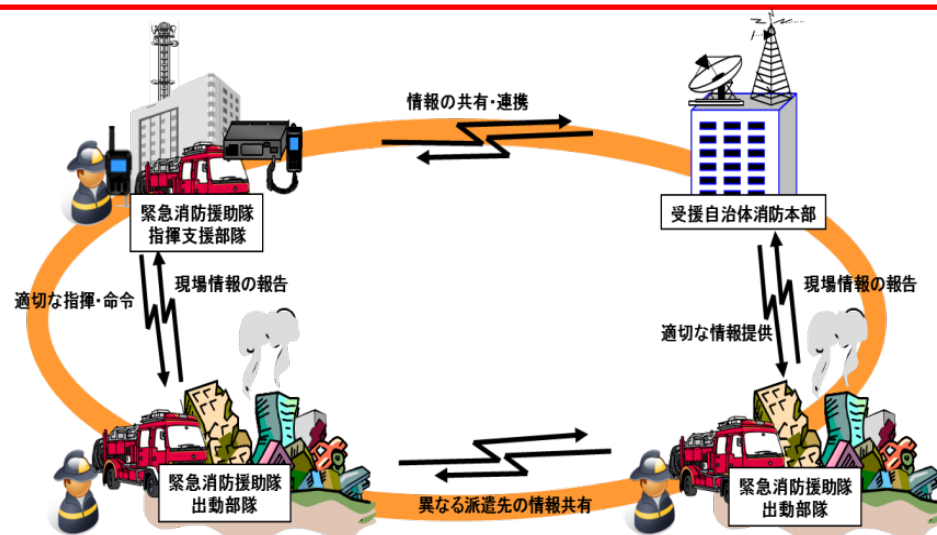 情報の共有・連携
緊急消防援助隊
指揮支援部隊
受援自治体消防本部
適切な指揮・命令
現場情報の報告
現場情報の報告
適切な情報提供
緊急消防援助隊
出動部隊
異なる派遣先の情報共有
緊急消防援助隊
出動部隊